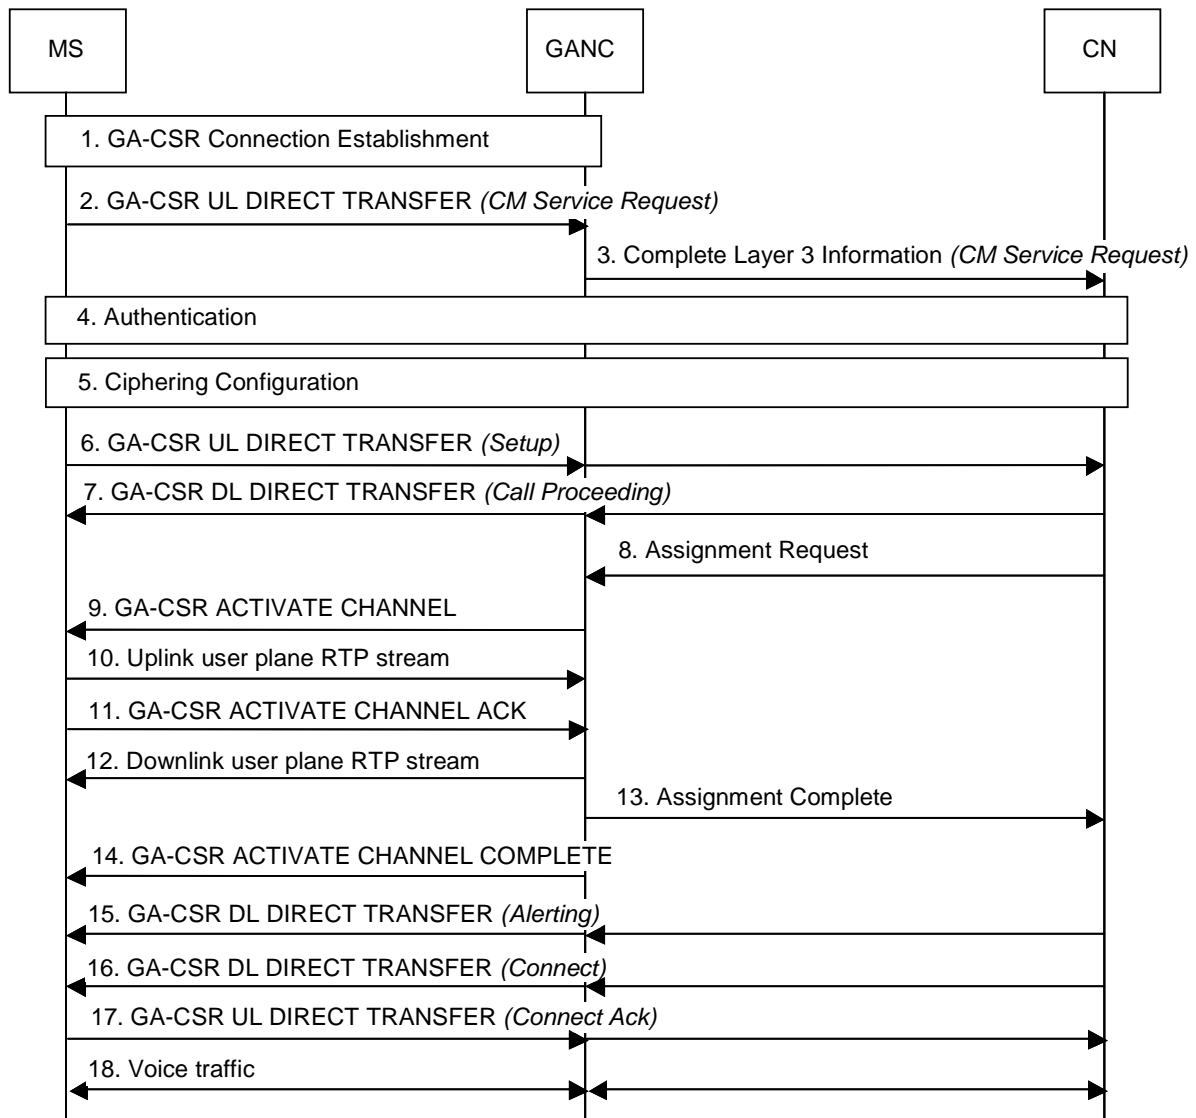 MS GANC CN
1. GA-CSR Connection Establishment
2. GA-CSR UL DIRECT TRANSFER (CM Service Request)
3. Complete Layer 3 Information (CM Service Request)
4. Authentication
5. Ciphering Configuration
6. GA-CSR UL DIRECT TRANSFER (Setup)
7. GA-CSR DL DIRECT TRANSFER (Call Proceeding)
8. Assignment Request
9. GA-CSR ACTIVATE CHANNEL
10. Uplink user plane RTP stream
11. GA-CSR ACTIVATE CHANNEL ACK
12. Downlink user plane RTP stream
13. Assignment Complete
14. GA-CSR ACTIVATE CHANNEL COMPLETE
15. GA-CSR DL DIRECT TRANSFER (Alerting)
16. GA-CSR DL DIRECT TRANSFER (Connect)
17. GA-CSR UL DIRECT TRANSFER (Connect Ack)
18. Voice traffic